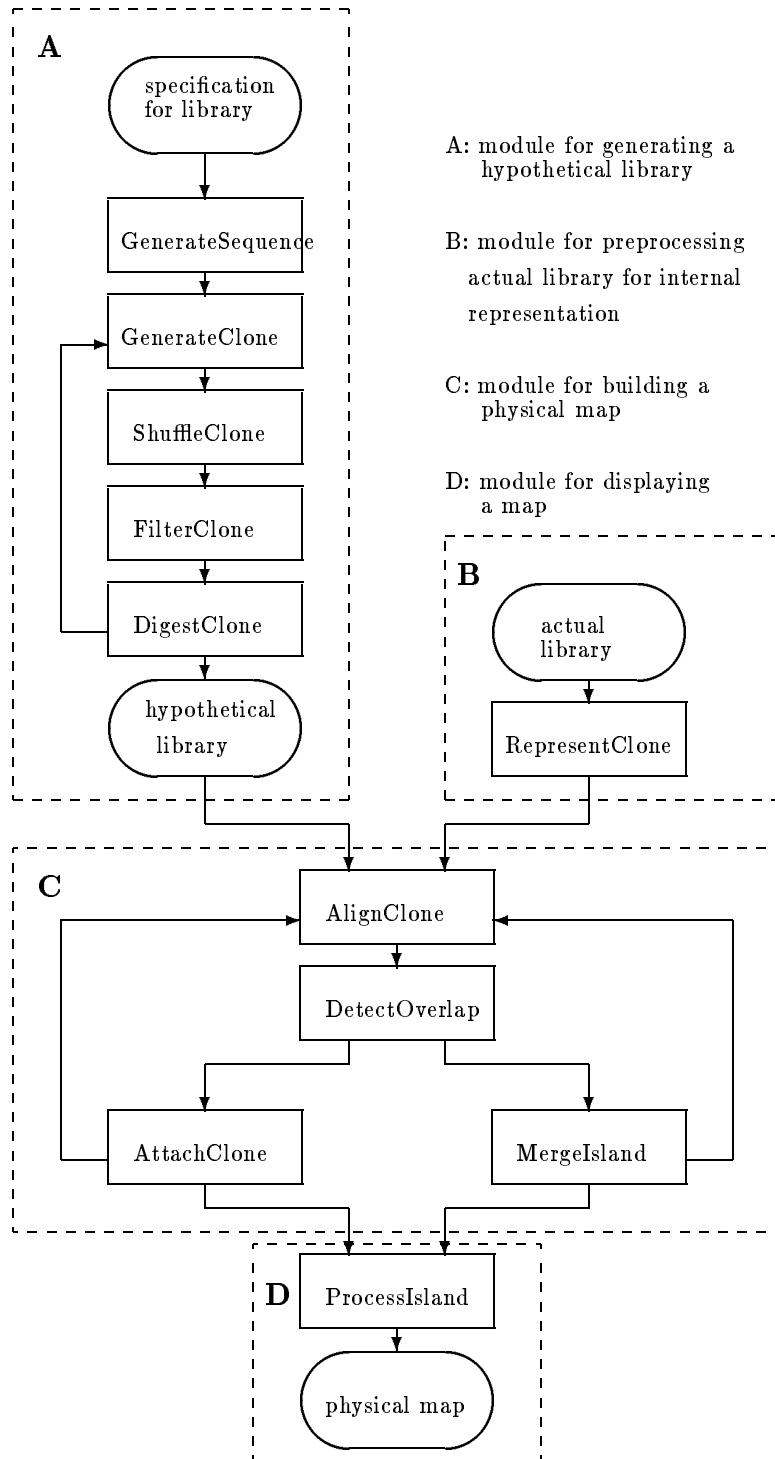 A
specification
for library
GenerateSequence
GenerateClone
ShuffleClone
FilterClone
DigestClone
hypothetical
library
A: module for generating a
hypothetical library
B: module for preprocessing
actual library for internal
representation
C: module for building a
physical map
D: module for displaying
a map
B
actual
library
RepresentClone
C
AlignClone
DetectOverlap
AttachClone
MergeIsland
D
ProcessIsland
physical map